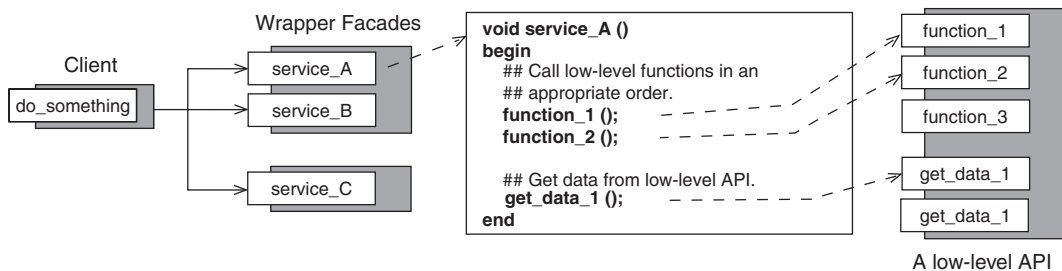 Client
do_something
Wrapper Facades
service_A
service_B
service_C
void service_A ()
begin
## Call low-level functions in an
## appropriate order.
function_1 ();
function_2 ();
## Get data from low-level API.
get_data_1 ();
end
function_1
function_2
function_3
get_data_1
get_data_1
A low-level API